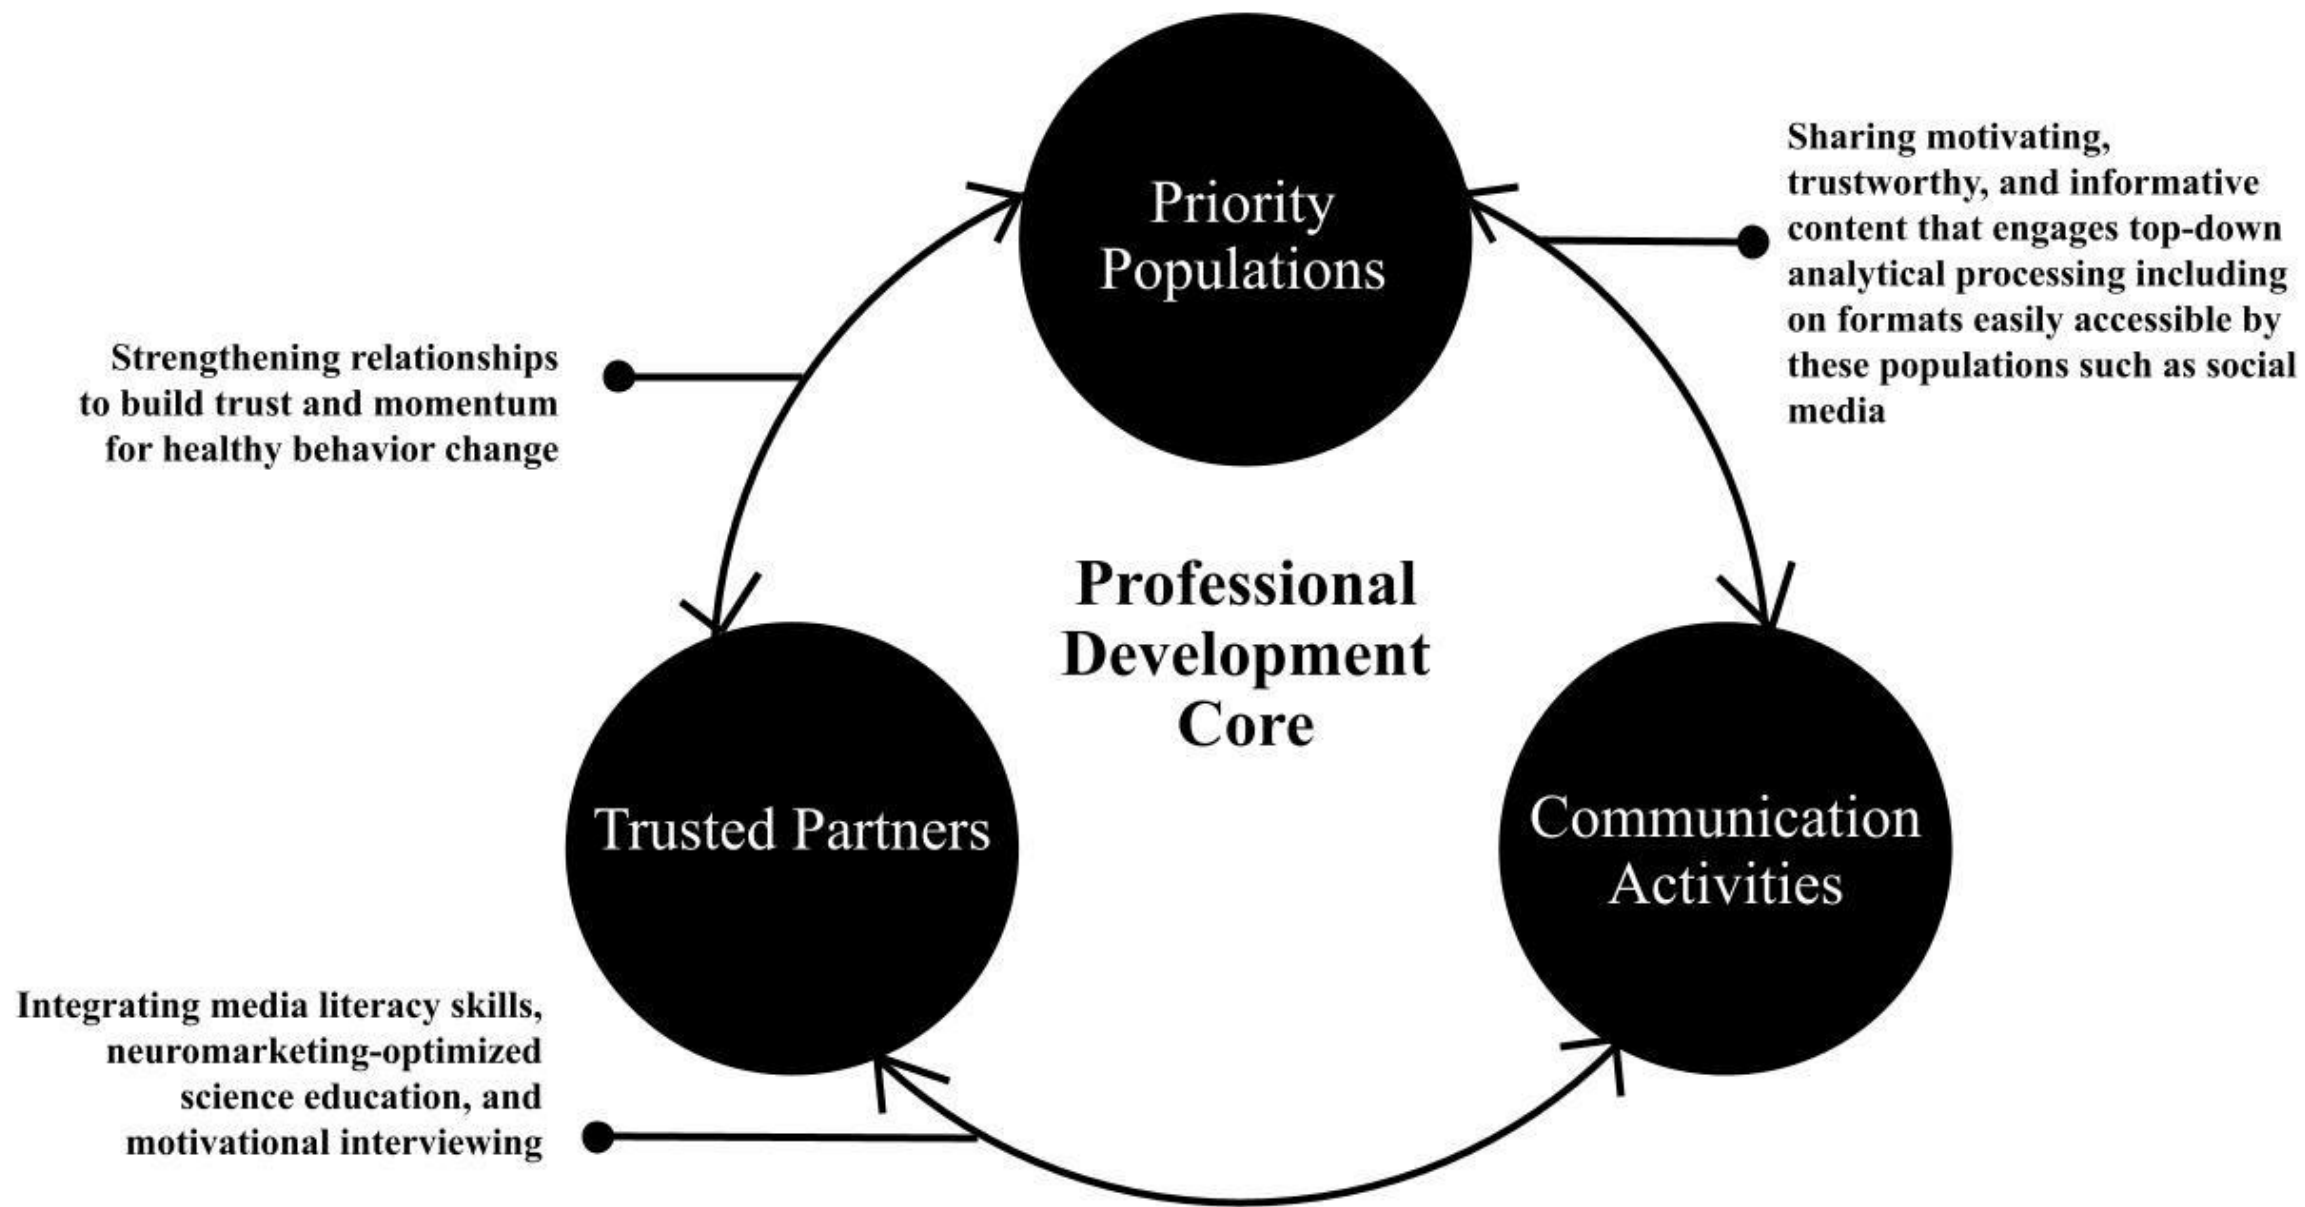 Priority
Populations
Sharing motivating,
trustworthy, and informative
content that engages top-down
analytical processing including
on formats easily accessible by
these populations such as social
media
Strengthening relationships
to build trust and momentum
for healthy behavior change
Professional
Development
Core
Trusted Partners
Communication
Activities
Integrating media literacy skills,
neuromarketing-optimized
science education, and
motivational interviewing